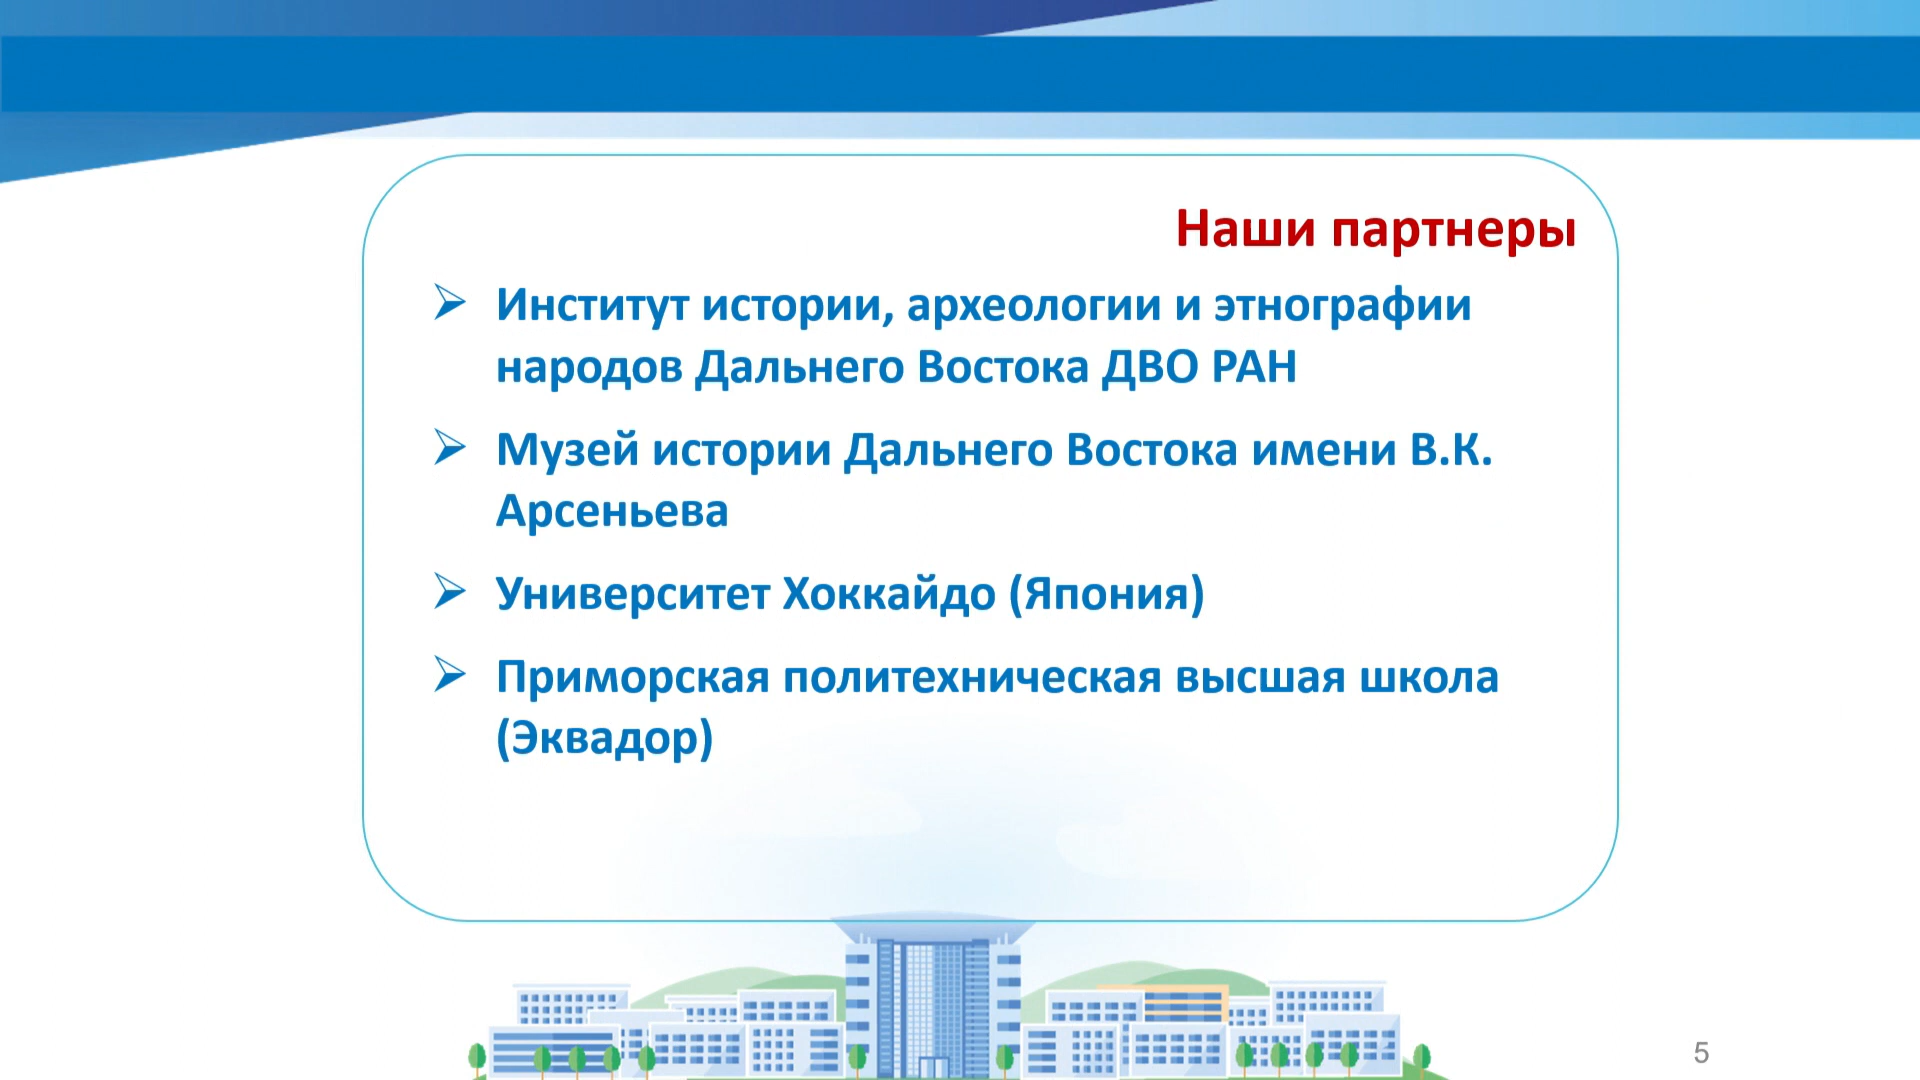 Наши партнеры
➢ Институт истории, археологии и этнографии
народов Дальнего Востока ДВО РАН
➢ Музей истории Дальнего Востока имени В.К.
Арсеньева
➢ Университет Хоккайдо (Япония)
➢ Приморская политехническая высшая школа
(Эквадор)
5